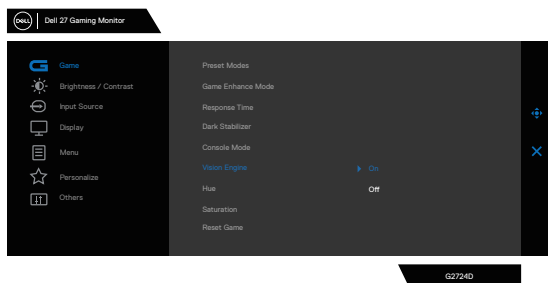 DELL
Dell 27 Gaming Monitor
Game
Brightness / Contrast
Input Source
Display
Menu
Personalize
Others
Preset Modes
Game Enhance Mode
Response Time
Dark Stabilizer
Console Mode
Vision Engine
Hue
Saturation
Reset Game
On
Off
G2724D